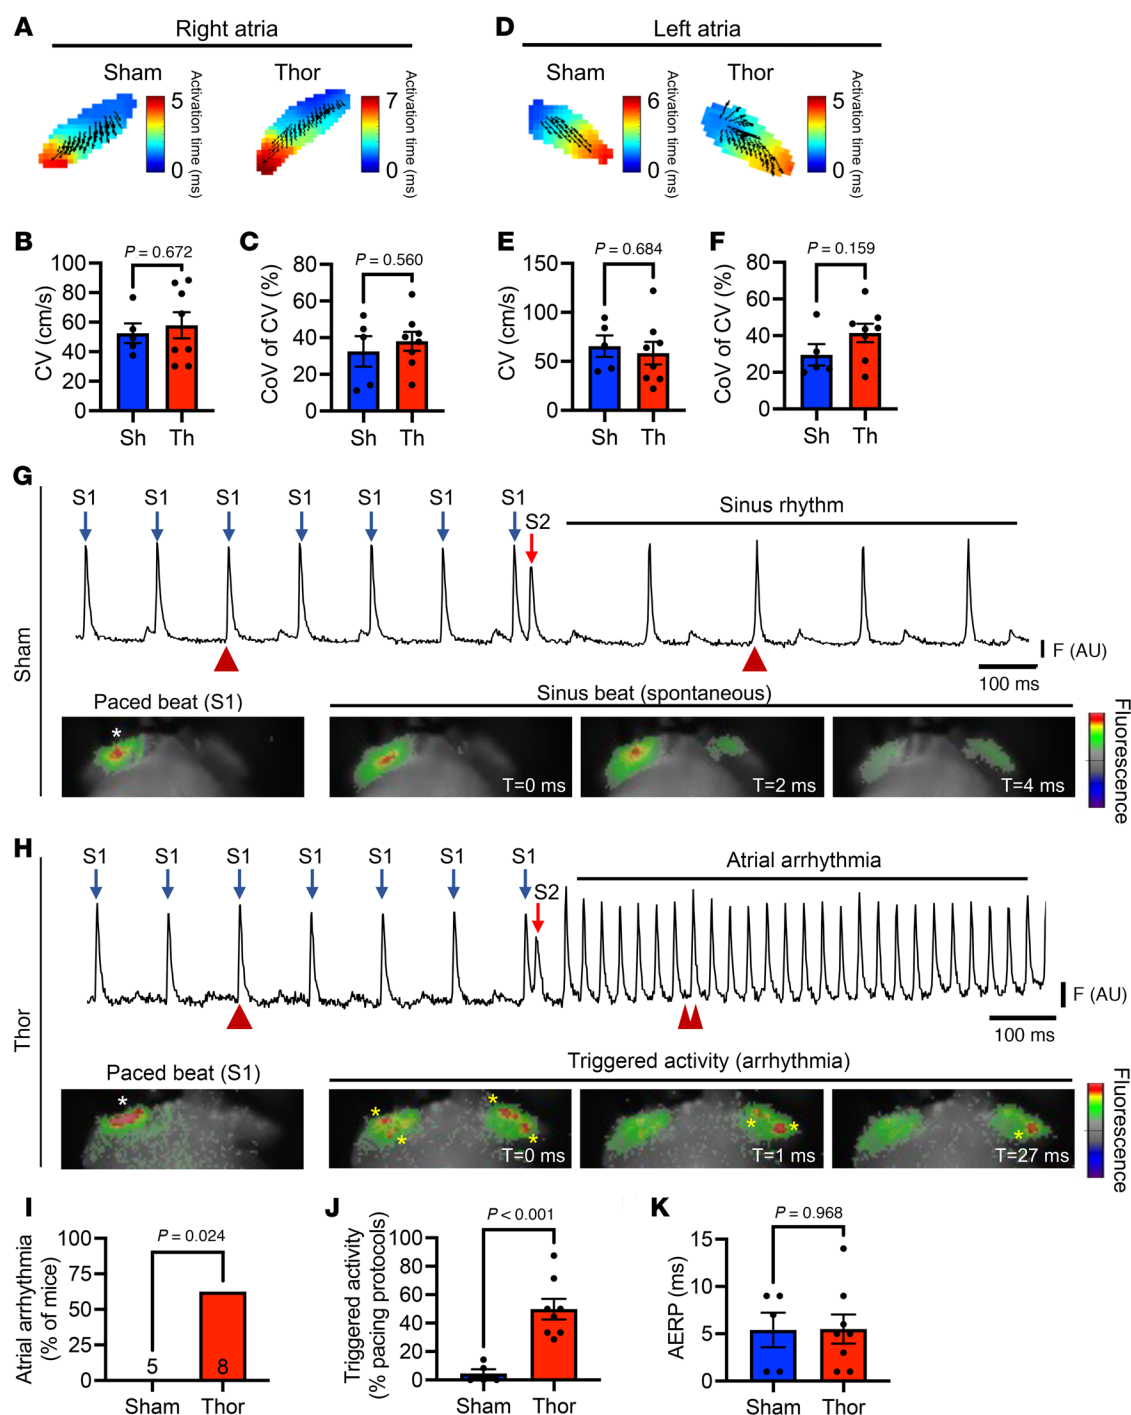 A
Right atria
Sham
Thor
5
0
Activation time (ms)
7
0
Activation time (ms)
D
Left atria
Sham
Thor
6
0
Activation time (ms)
5
0
Activation time (ms)
B
P = 0.672
CV (cm/s)
100
80
60
40
20
0
Sh
Th
C
P = 0.560
CoV of CV (%)
80
60
40
20
0
Sh
Th
E
P = 0.684
CV (cm/s)
150
100
50
0
Sh
Th
F
P = 0.159
CoV of CV (%)
80
60
40
20
0
Sh
Th
G
Sham
S1 S1 S1 S1 S1 S1 S1
S2
Sinus rhythm
F (AU)
100 ms
Paced beat (S1)
*
Sinus beat (spontaneous)
T=0 ms
T=2 ms
T=4 ms
Fluorescence
H
Thor
S1 S1 S1 S1 S1 S1 S1
S2
Atrial arrhythmia
F (AU)
100 ms
Paced beat (S1)
*
Triggered activity (arrhythmia)
* * * *
T=0 ms
* *
T=1 ms
*
T=27 ms
Fluorescence
I
P = 0.024
Atrial arrhythmia
(% of mice)
100
75
50
25
0
5
8
Sham
Thor
J
P < 0.001
Triggered activity
(% pacing protocols)
100
80
60
40
20
0
Sham
Thor
K
P = 0.968
AERP (ms)
15
10
5
0
Sham
Thor